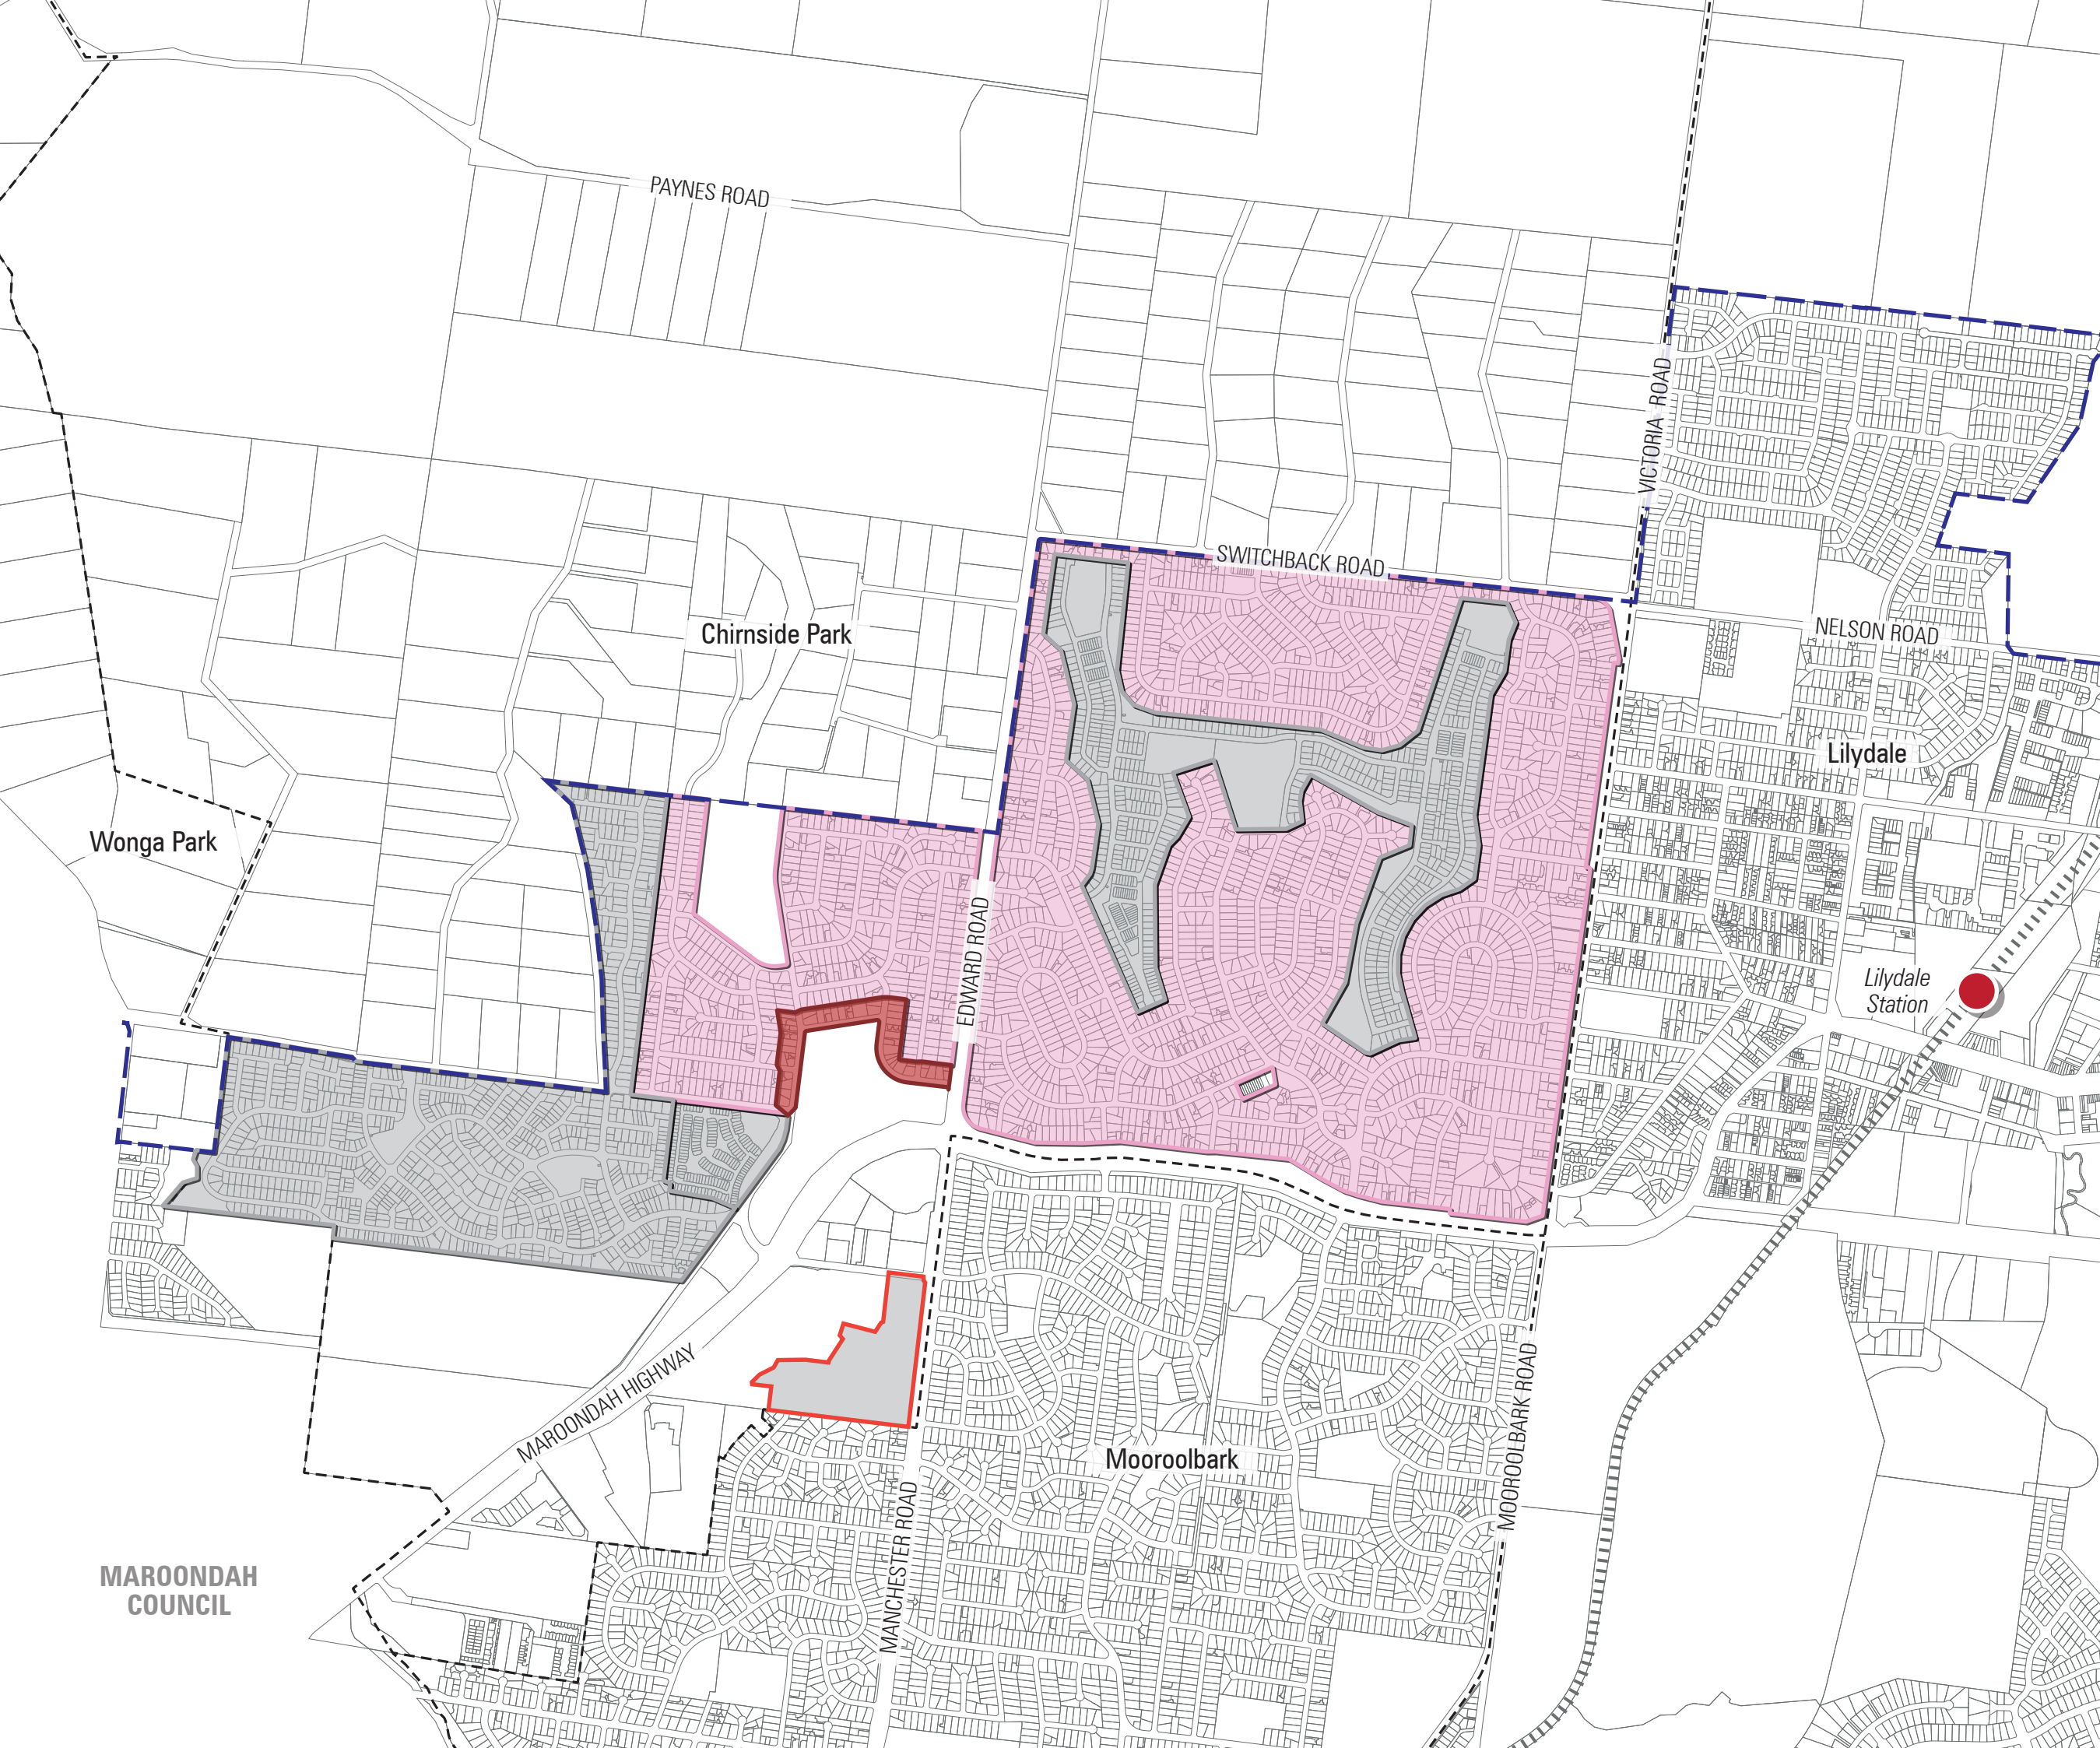 PAYNES ROAD
VICTORIA ROAD
SWITCHBACK ROAD
Chirnside Park
NELSON ROAD
Lilydale
Wonga Park
EDWARD ROAD
Lilydale
Station
MAROONDAH HIGHWAY
MOOROOLBARK ROAD
Mooroolbark
MANCHESTER ROAD
MAROONDAH
COUNCIL